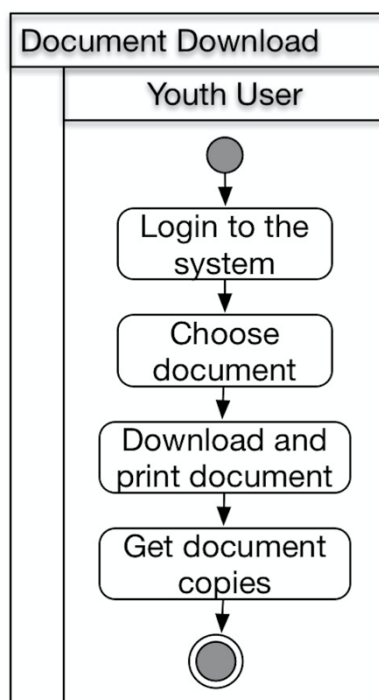 Document Download
Youth User
Login to the
system
Choose
document
Download and
print document
Get document
copies